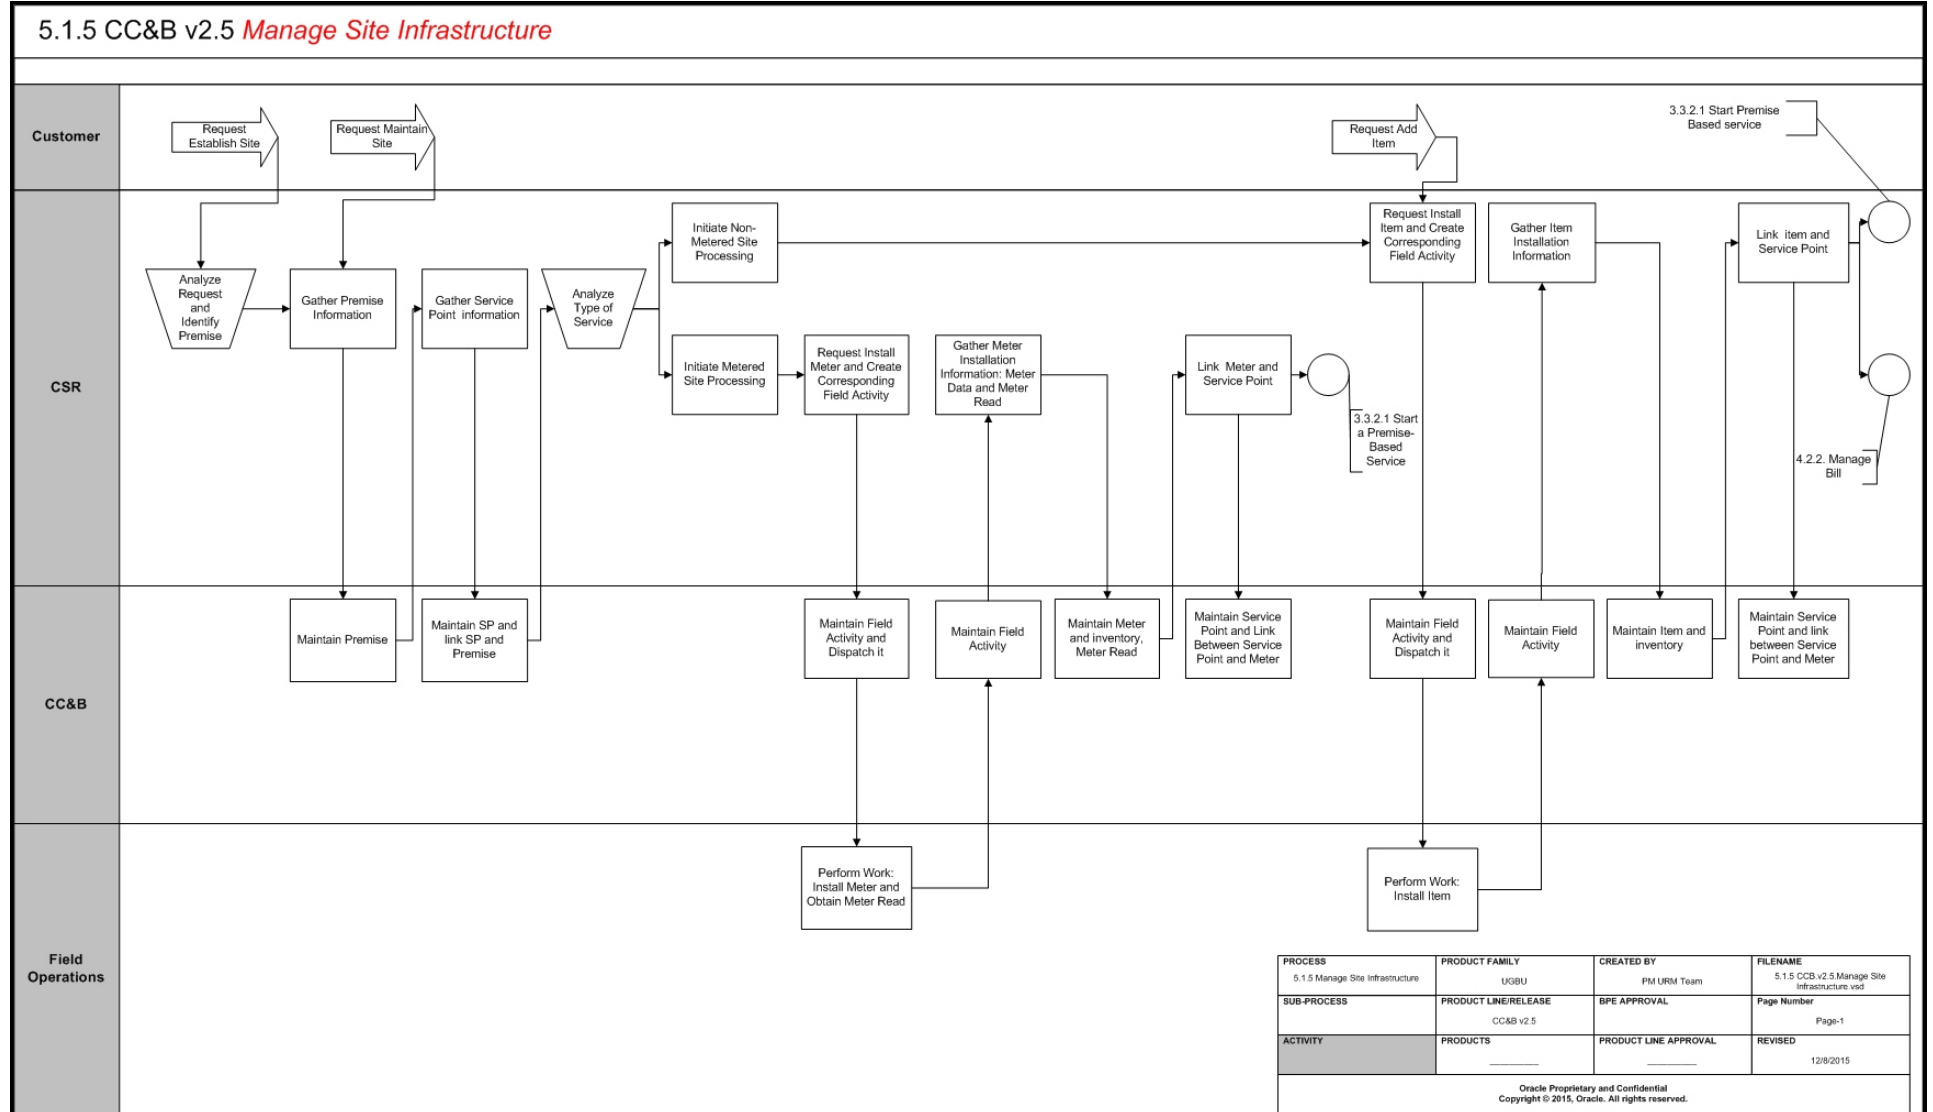 5.1.5 CC&B v2.5 Manage Site Infrastructure
Customer
Request
Establish Site
Request Maintain
Site
Request Add
Item
3.3.2.1 Start Premise
Based service
CSR
Analyze
Request
and
Identify
Premise
Gather Premise
Information
Gather Service
Point information
Analyze
Type of
Service
Initiate Non-
Metered Site
Processing
Initiate Metered
Site Processing
Request Install
Meter and Create
Corresponding
Field Activity
Gather Meter
Installation
Information: Meter
Data and Meter
Read
Link Meter and
Service Point
3.3.2.1 Start
a Premise-
Based
Service
Request Install
Item and Create
Corresponding
Field Activity
Gather Item
Installation
Information
Link item and
Service Point
4.2.2. Manage
Bill
CC&B
Maintain Premise
Maintain SP and
link SP and
Premise
Maintain Field
Activity and
Dispatch it
Maintain Field
Activity
Maintain Meter
and inventory,
Meter Read
Maintain Service
Point and Link
Between Service
Point and Meter
Maintain Field
Activity and
Dispatch it
Maintain Field
Activity
Maintain Item and
inventory
Maintain Service
Point and link
between Service
Point and Meter
Field
Operations
Perform Work:
Install Meter and
Obtain Meter Read
Perform Work:
Install Item
PROCESS
5.1.5 Manage Site Infrastructure
PRODUCT FAMILY
UGBU
CREATED BY
PM URM Team
FILENAME
5.1.5 CCB.v2.5.Manage Site
Infrastructure.vsd
SUB-PROCESS
PRODUCT LINE/RELEASE
CC&B v2.5
BPE APPROVAL
Page Number
Page-1
ACTIVITY
PRODUCTS
PRODUCT LINE APPROVAL
REVISED
12/8/2015
Oracle Proprietary and Confidential
Copyright © 2015, Oracle. All rights reserved.